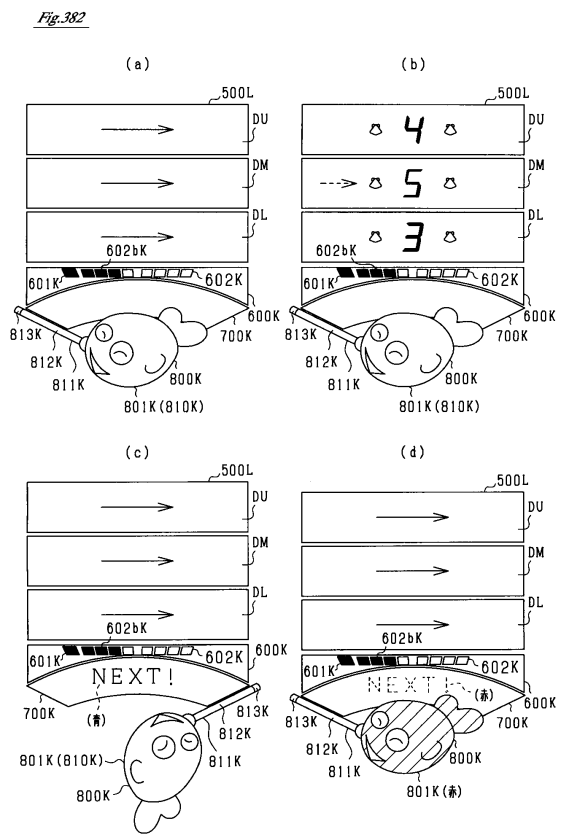 Fig.382
(a)
500L
DU
DM
DL
602bK
601K
602K
600K
813K
700K
812K
811K
800K
801K(810K)
(b)
500L
DU
4
DM
5
DL
3
602bK
601K
602K
600K
813K
700K
812K
811K
800K
801K(810K)
(c)
500L
DU
DM
DL
602bK
601K
602K
600K
NEXT!
700K
(青)
813K
812K
811K
801K(810K)
800K
(d)
500L
DU
DM
DL
602bK
601K
602K
NEXT!
(赤)
600K
813K
700K
812K
811K
800K
801K(赤)